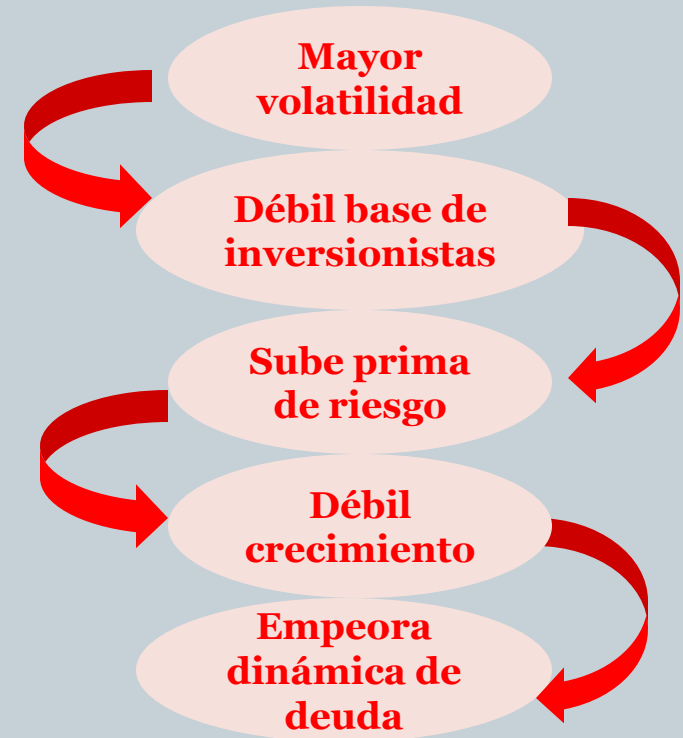 Mayor
volatilidad
Débil base de
inversionistas
Sube prima
de riesgo
Débil
crecimiento
Empeora
dinámica de
deuda